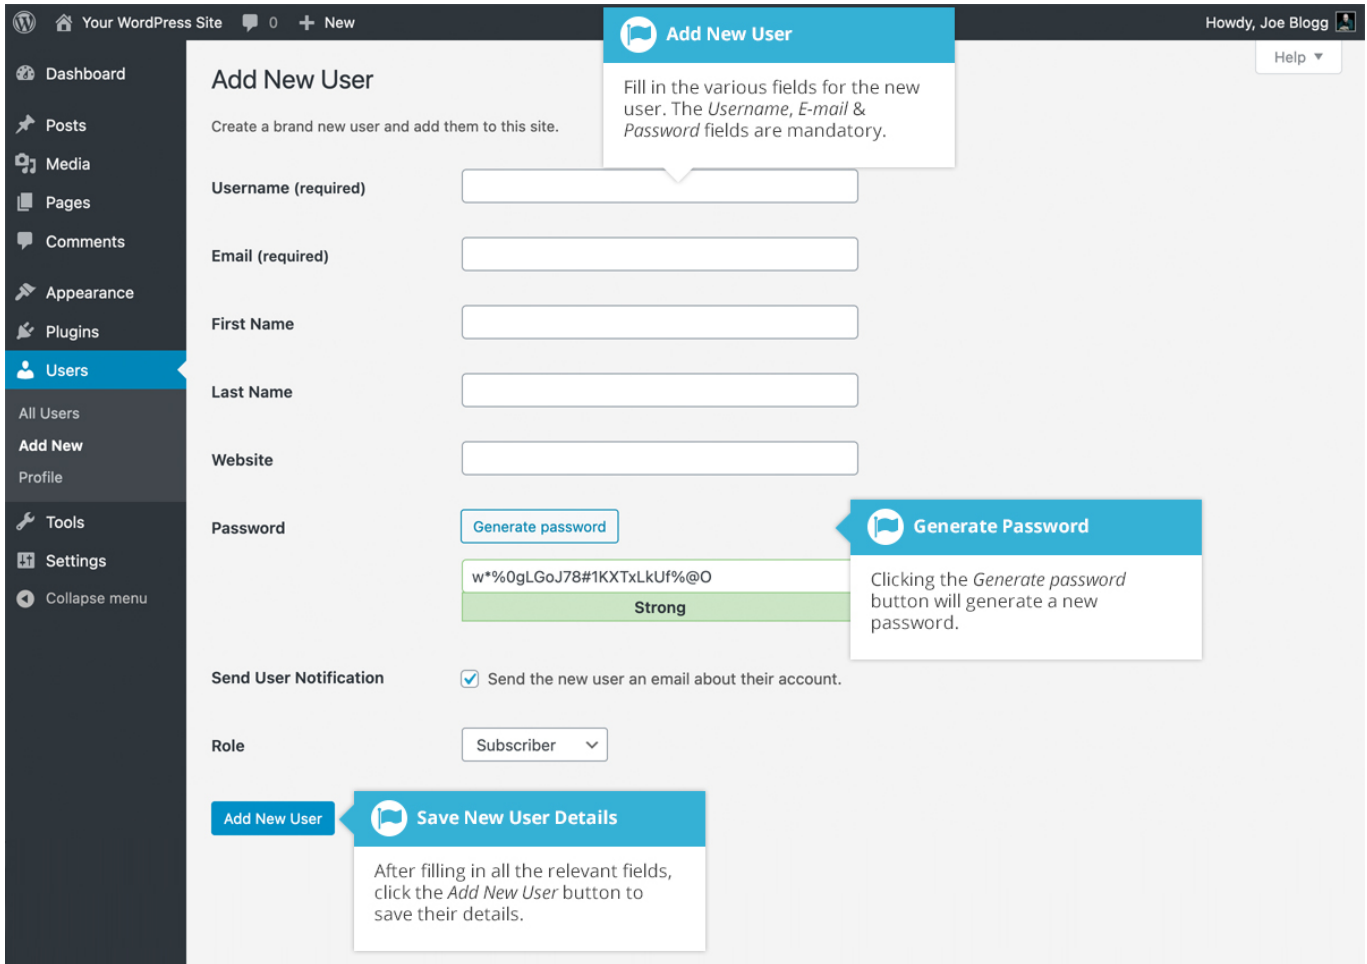 Your WordPress Site 0 New
Howdy, Joe Blogg
Help
Dashboard
Posts
Media
Pages
Comments
Appearance
Plugins
Users
All Users
Add New
Profile
Tools
Settings
Collapse menu
Add New User
Create a brand new user and add them to this site.
Add New User
Fill in the various fields for the new
user. The Username, E-mail &
Password fields are mandatory.
Username (required)
Email (required)
First Name
Last Name
Website
Password
Generate password
w*%0gLGoJ78#1KXTxLkUf%@O
Strong
Generate Password
Clicking the Generate password
button will generate a new
password.
Send User Notification
Send the new user an email about their account.
Role
Subscriber
Add New User
Save New User Details
After filling in all the relevant fields,
click the Add New User button to
save their details.